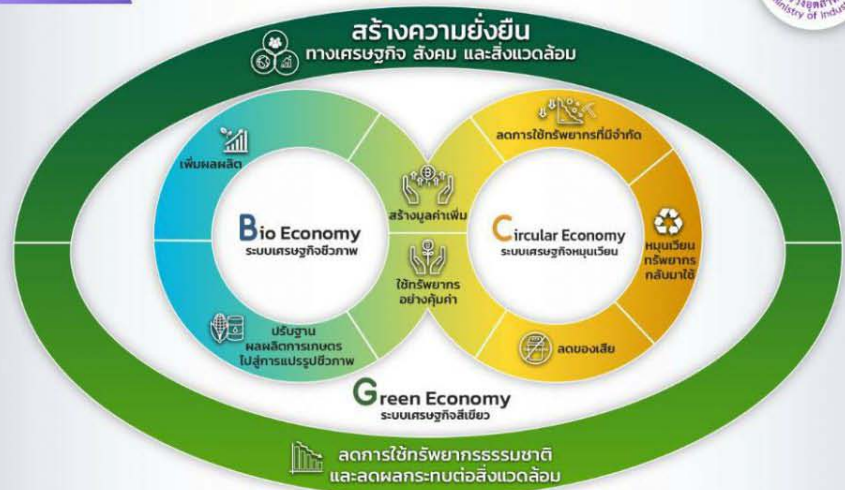 สร้างความยั่งยืน
ทางเศรษฐกิจ สังคม และสิ่งแวดล้อม
เพิ่มผลผลิต
Bio Economy
ระบบเศรษฐกิจชีวภาพ
ปรับฐาน
ผลผลิตการเกษตร
ไปสู่การแปรรูปชีวภาพ
สร้างมูลค่าเพิ่ม
ใช้ทรัพยากร
อย่างคุ้มค่า
ลดการใช้ทรัพยากรที่มีจำกัด
Circular Economy
ระบบเศรษฐกิจหมุนเวียน
หมุนเวียน
ทรัพยากร
กลับมาใช้
ลดของเสีย
Green Economy
ระบบเศรษฐกิจสีเขียว
ลดการใช้ทรัพยากรธรรมชาติ
และลดผลกระทบต่อสิ่งแวดล้อม